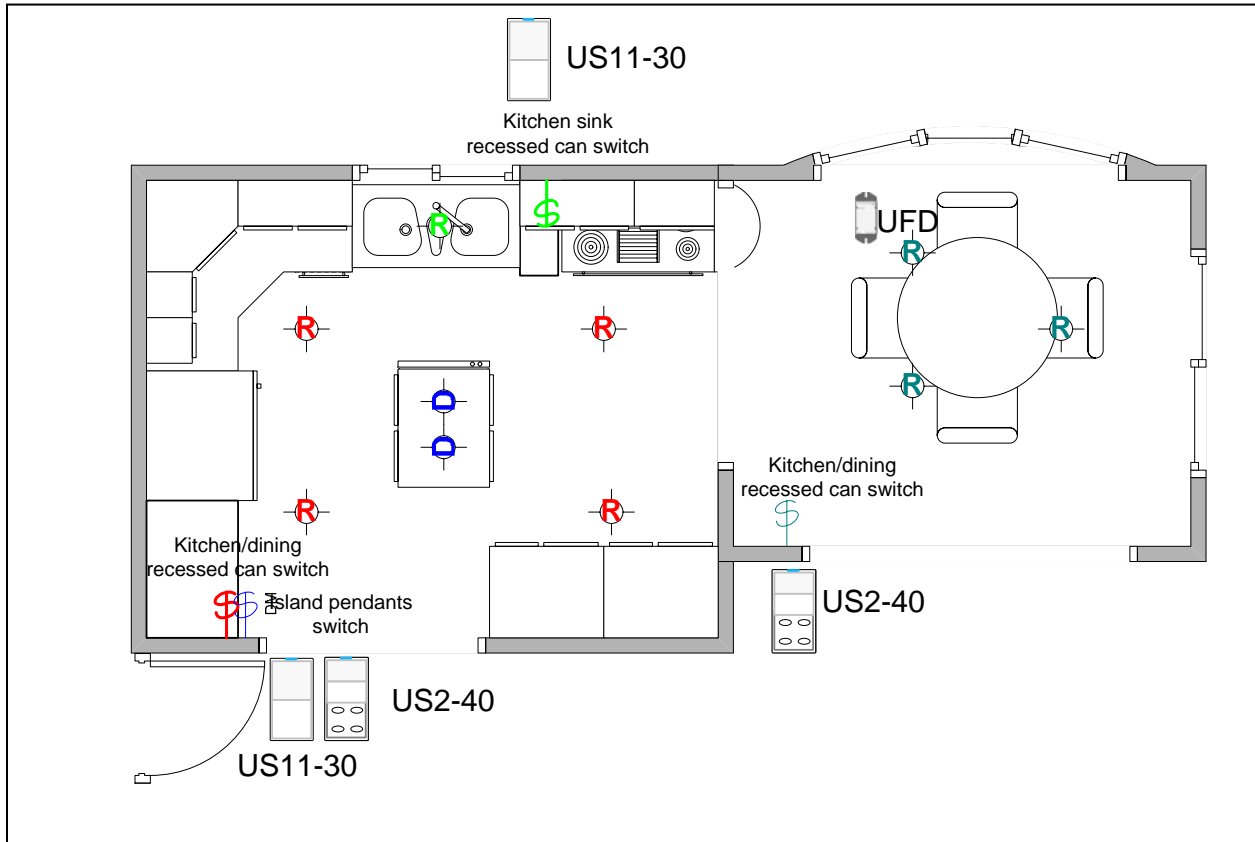 US11-30
Kitchen sink
recessed can switch
UFD
R
R
R
R
R
R
D
D
R
R
R
Kitchen/dining
recessed can switch
Kitchen/dining
recessed can switch
S
S
S
S
DM
Island pendants
switch
US2-40
US2-40
US11-30